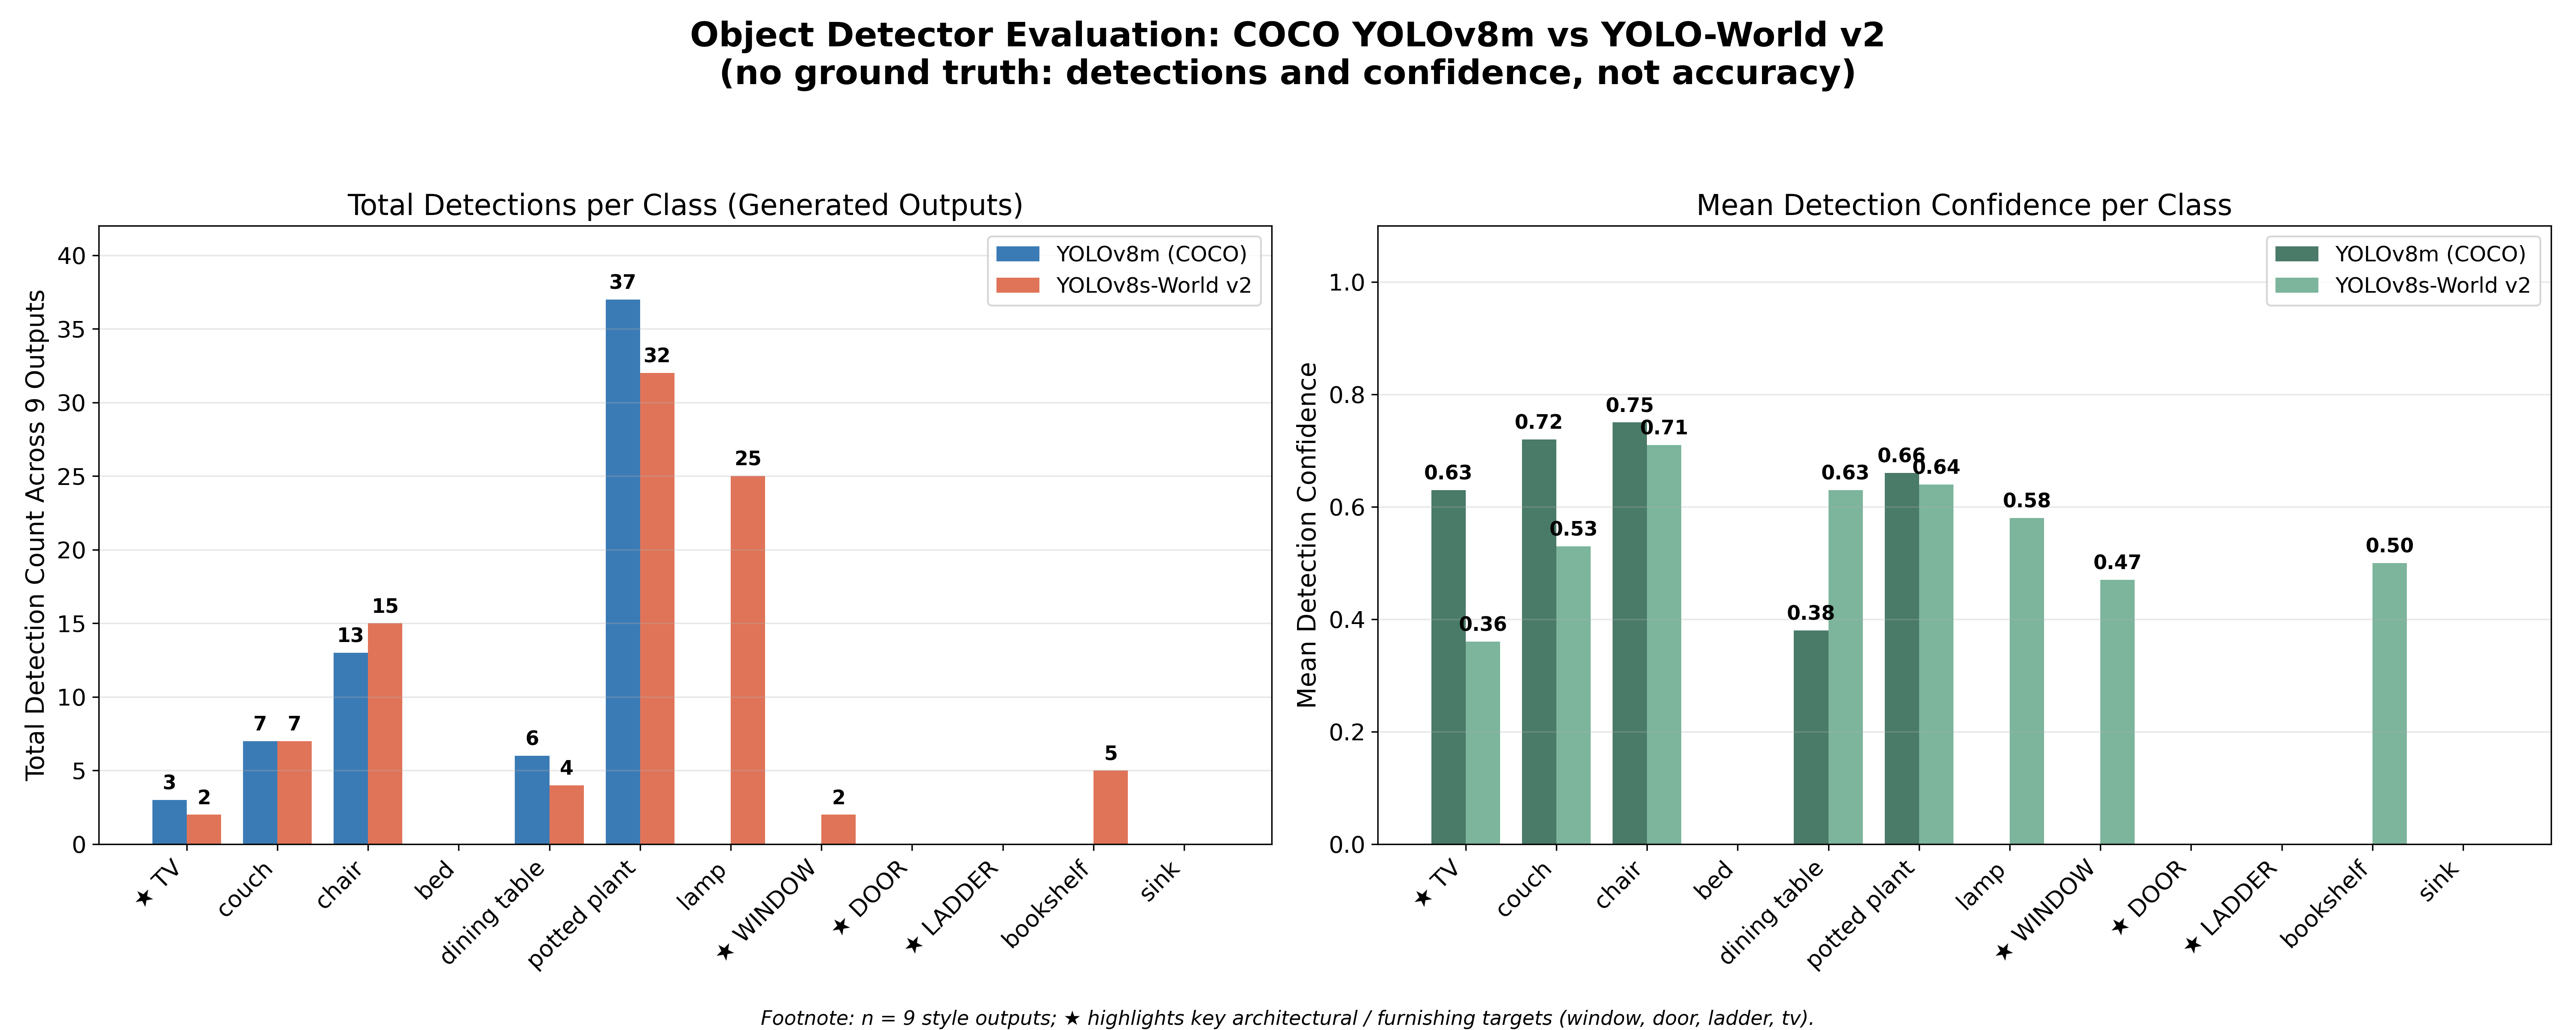 Object Detector Evaluation: COCO YOLOv8m vs YOLO-World v2
(no ground truth: detections and confidence, not accuracy)
Total Detections per Class (Generated Outputs)
Total Detection Count Across 9 Outputs
40
35
30
25
20
15
10
5
0
YOLOv8m (COCO)
YOLOv8s-World v2
3
2
7
7
13
15
6
4
37
32
25
2
5
★ TV
couch
chair
bed
dining table
potted plant
lamp
★ WINDOW
★ DOOR
★ LADDER
bookshelf
sink
Mean Detection Confidence per Class
Mean Detection Confidence
1.0
0.8
0.6
0.4
0.2
0.0
YOLOv8m (COCO)
YOLOv8s-World v2
0.63
0.36
0.72
0.53
0.75
0.71
0.38
0.63
0.66
0.64
0.58
0.47
0.50
★ TV
couch
chair
bed
dining table
potted plant
lamp
★ WINDOW
★ DOOR
★ LADDER
bookshelf
sink
Footnote: n = 9 style outputs; ★ highlights key architectural / furnishing targets (window, door, ladder, tv).